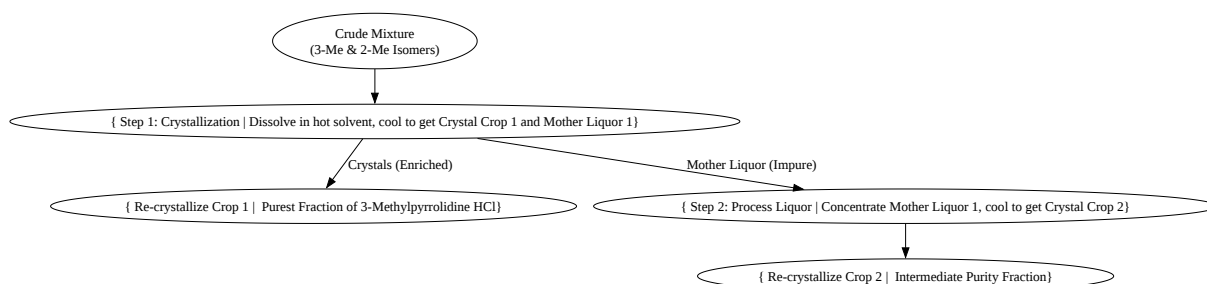 Crude Mixture
(3-Me & 2-Me Isomers)
{ Step 1: Crystallization | Dissolve in hot solvent, cool to get Crystal Crop 1 and Mother Liquor 1}
Crystals (Enriched)
Mother Liquor (Impure)
{ Re-crystallize Crop 1 | Purest Fraction of 3-Methylpyrrolidine HCl}
{ Step 2: Process Liquor | Concentrate Mother Liquor 1, cool to get Crystal Crop 2}
{ Re-crystallize Crop 2 | Intermediate Purity Fraction}